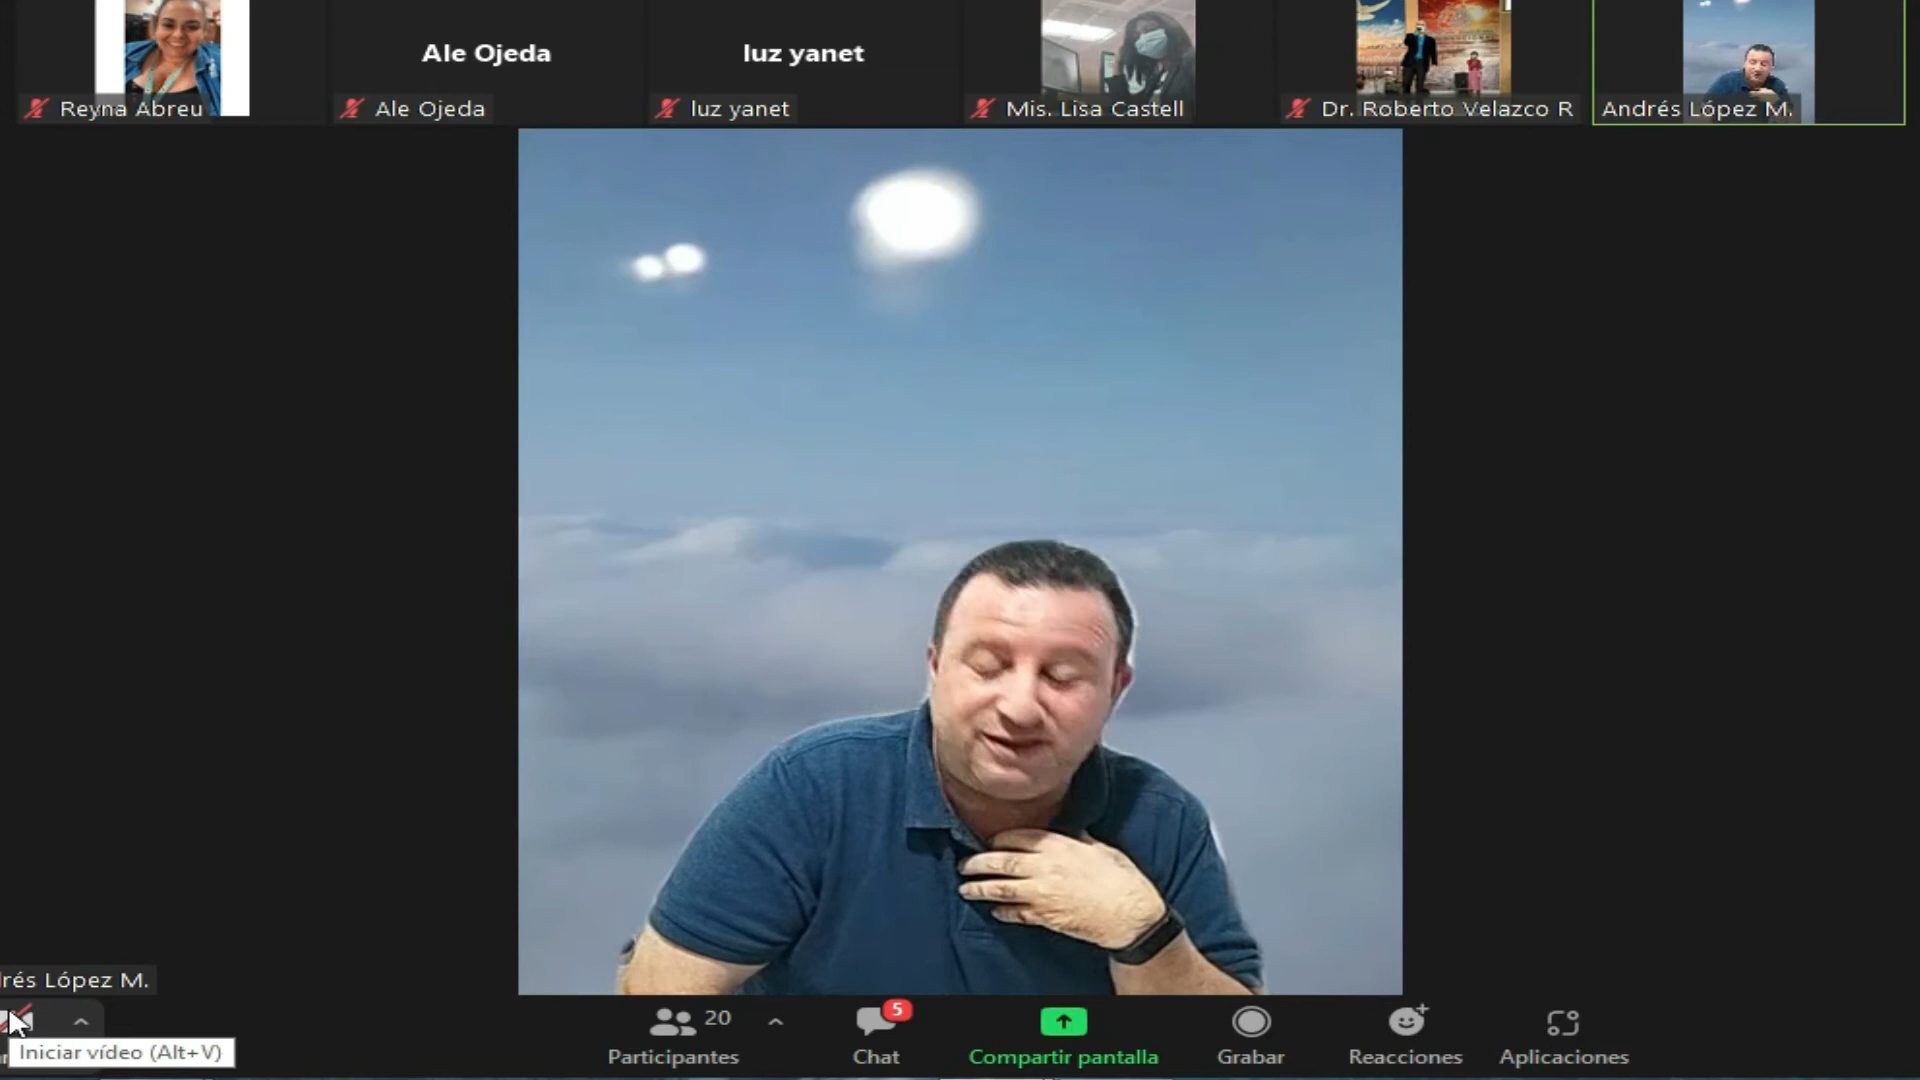 Ale Ojeda
luz yanet
Reyna Abreu
Ale Ojeda
luz yanet
Mis. Lisa Castell
Dr. Roberto Velazco R
Andrés López M.
rés López M.
Iniciar vídeo (Alt+V)
20
5
Participantes
Chat
Compartir pantalla
Grabar
Reacciones
Aplicaciones